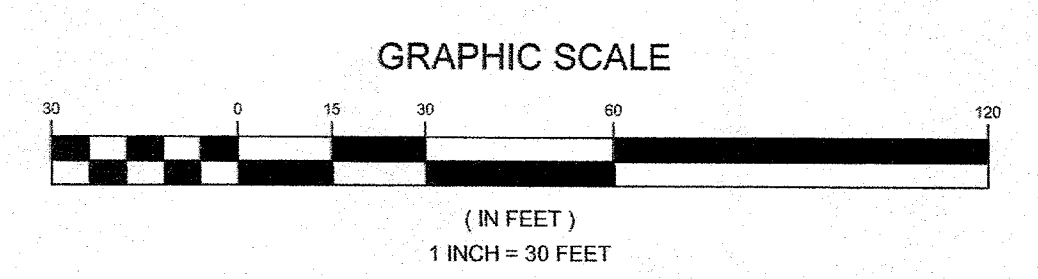 GRAPHIC SCALE
30 0 15 30 60 120
( IN FEET )
1 INCH = 30 FEET